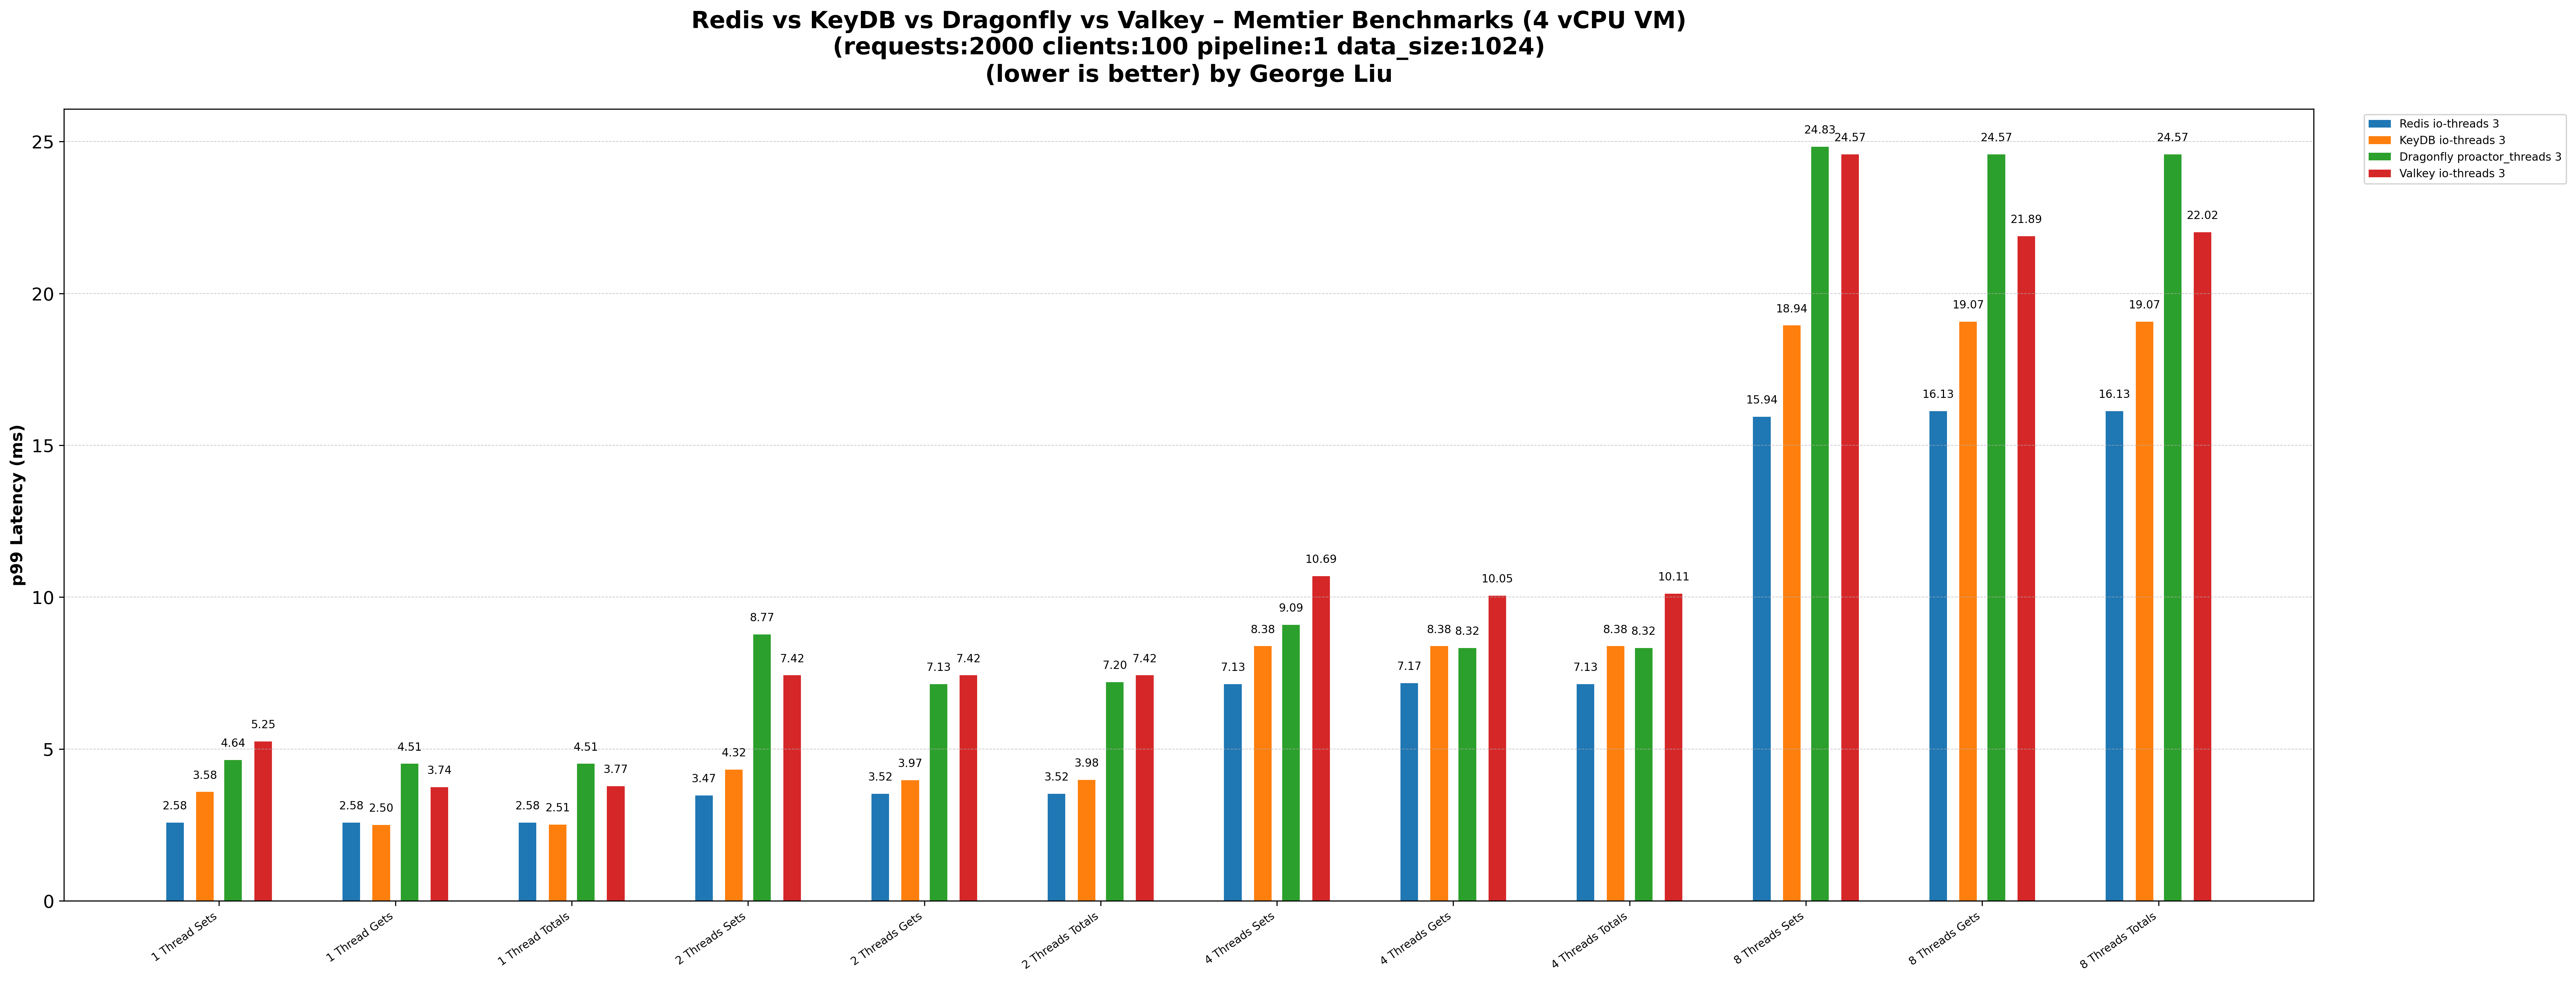 Redis vs KeyDB vs Dragonfly vs Valkey – Memtier Benchmarks (4 vCPU VM)
(requests:2000 clients:100 pipeline:1 data_size:1024)
(lower is better) by George Liu
p99 Latency (ms)
25
20
15
10
5
0
2.58
3.58
4.64
5.25
2.58
2.50
4.51
3.74
2.58
2.51
4.51
3.77
3.47
4.32
8.77
7.42
3.52
3.97
7.13
7.42
3.52
3.98
7.20
7.42
7.13
8.38
9.09
10.69
7.17
8.38
8.32
10.05
7.13
8.38
8.32
10.11
15.94
18.94
24.83
24.57
16.13
19.07
24.57
21.89
16.13
19.07
24.57
22.02
1 Thread Sets
1 Thread Gets
1 Thread Totals
2 Threads Sets
2 Threads Gets
2 Threads Totals
4 Threads Sets
4 Threads Gets
4 Threads Totals
8 Threads Sets
8 Threads Gets
8 Threads Totals
Redis io-threads 3
KeyDB io-threads 3
Dragonfly proactor_threads 3
Valkey io-threads 3